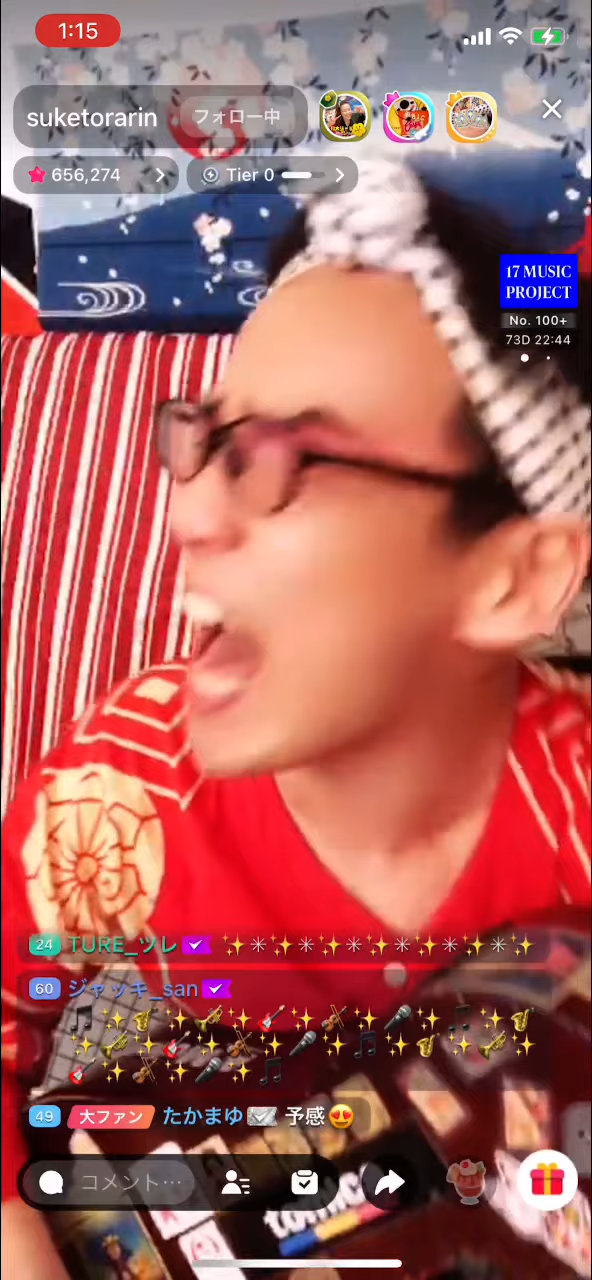 1:15
suketorarin フォロー中
656,274 Tier 0
17 MUSIC
PROJECT
No. 100+
73D 22:44
24 TURE_ツレ ✨✳✨✳✨✳✨✳✨✳✨✳✨
60 ジャッキ_san
🎵✨🎷✨🎺✨🎸✨🎻✨🎤✨🎵✨🎷
✨🎺✨🎸✨🎻✨🎤✨🎵✨🎷✨🎺✨
🎸✨🎻✨🎤✨🎵
49 大ファン たかまゆ 予感😍
コメント…